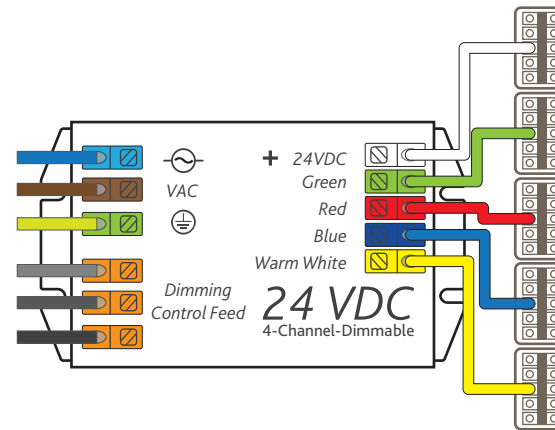 + 24VDC
VAC
Green
Red
Blue
Warm White
Dimming
Control Feed
24 VDC
4-Channel-Dimmable